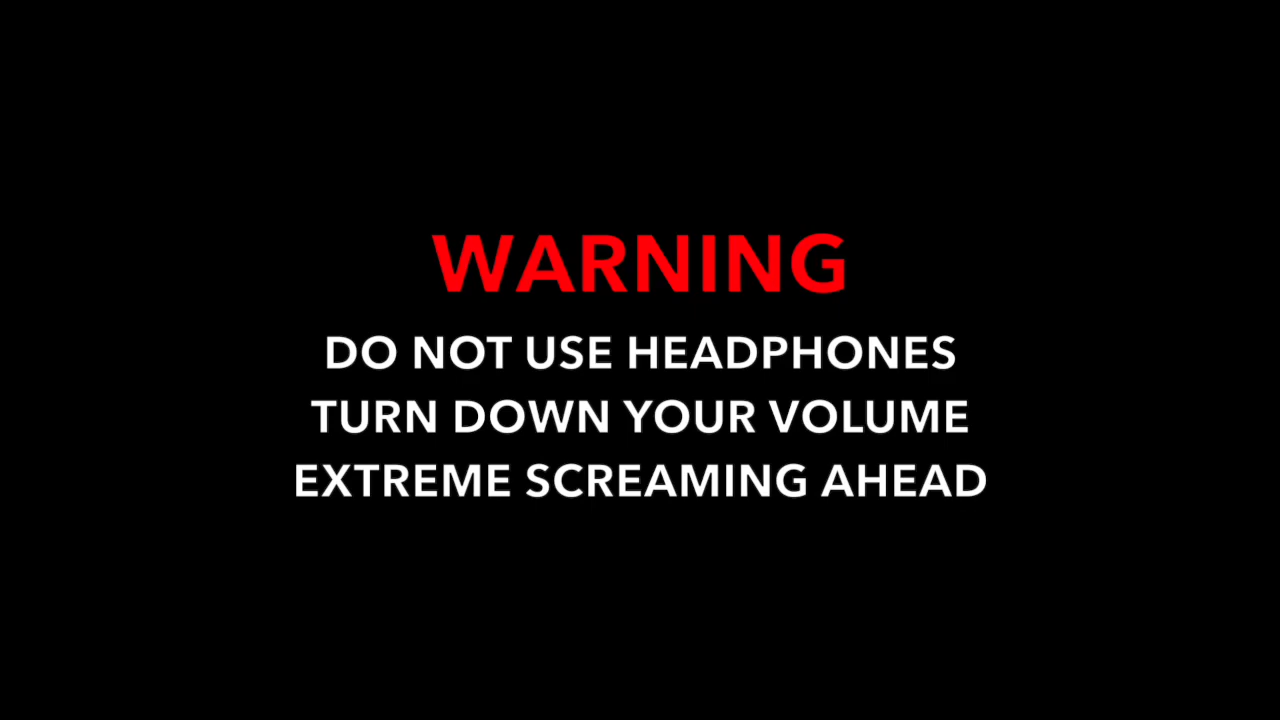 WARNING
DO NOT USE HEADPHONES
TURN DOWN YOUR VOLUME
EXTREME SCREAMING AHEAD